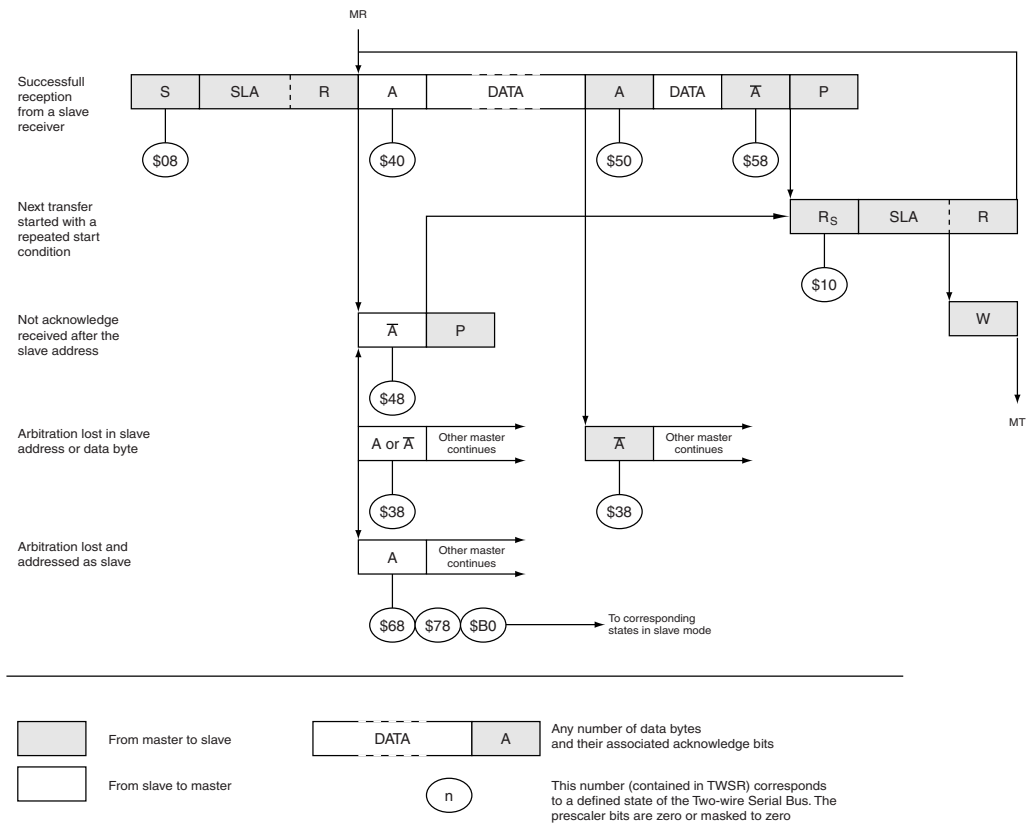 MR
Successfull
reception
from a slave
receiver
S SLA R A DATA A DATA A̅ P
$08 $40 $50 $58
Next transfer
started with a
repeated start
condition
RS SLA R
$10
Not acknowledge
received after the
slave address
A̅ P
W
$48
MT
Arbitration lost in slave
address or data byte
A or A̅ Other master
continues
A̅ Other master
continues
$38 $38
Arbitration lost and
addressed as slave
A Other master
continues
$68 $78 $B0 To corresponding
states in slave mode
From master to slave
DATA A
Any number of data bytes
and their associated acknowledge bits
From slave to master
n
This number (contained in TWSR) corresponds
to a defined state of the Two-wire Serial Bus. The
prescaler bits are zero or masked to zero